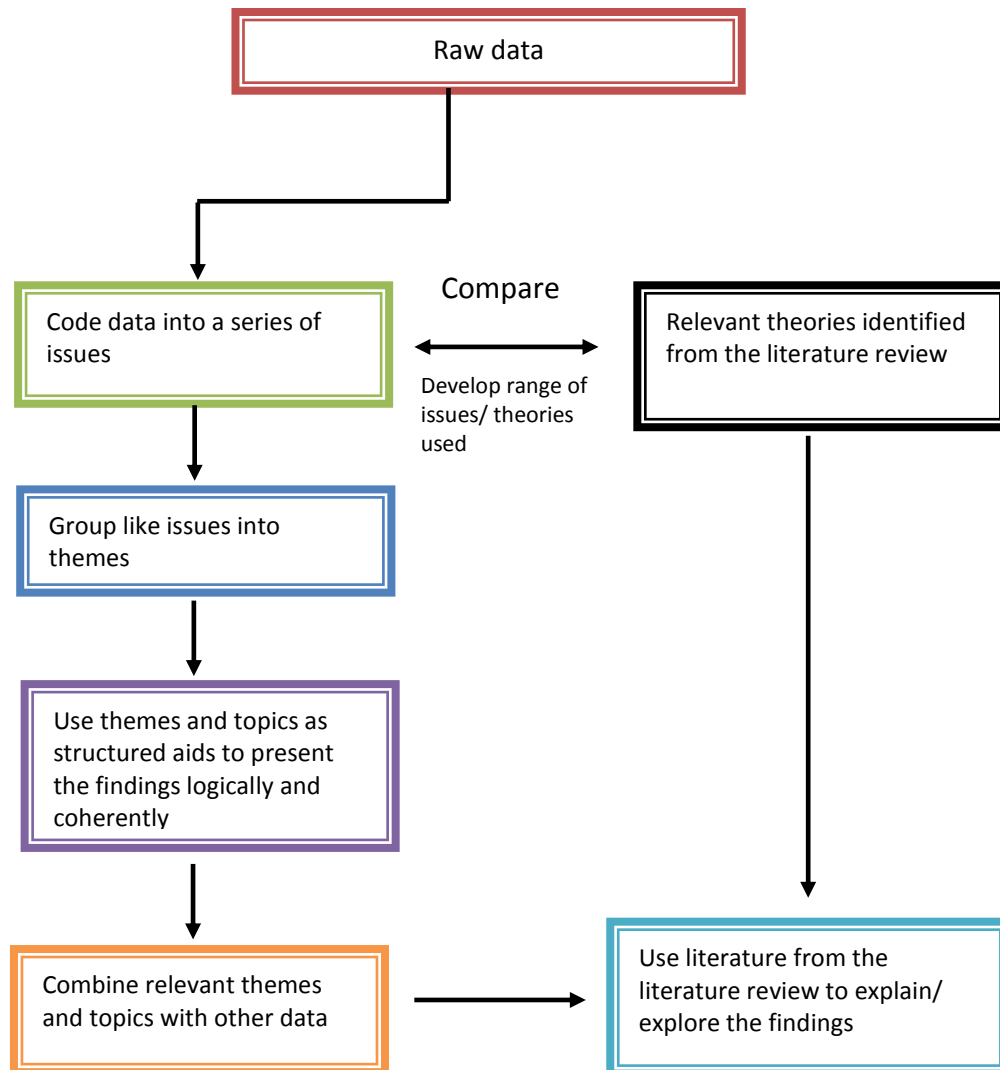 Raw data
Code data into a series of
issues
Compare
Develop range of
issues/ theories
used
Relevant theories identified
from the literature review
Group like issues into
themes
Use themes and topics as
structured aids to present
the findings logically and
coherently
Combine relevant themes
and topics with other data
Use literature from the
literature review to explain/
explore the findings